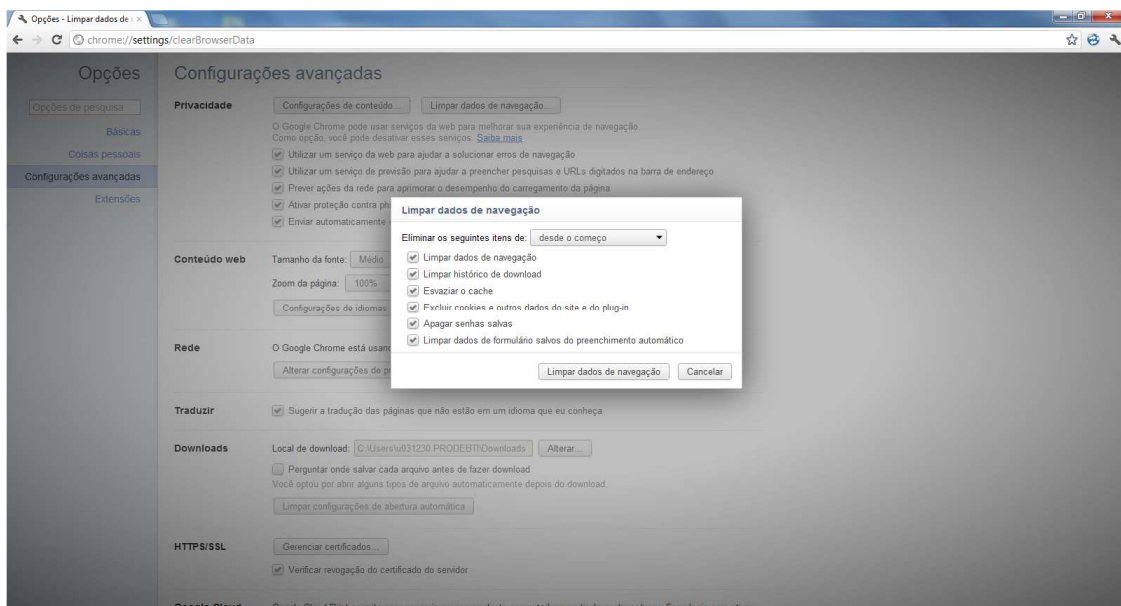 Opções - Limpar dados de
chrome://settings/clearBrowserData
Opções
Opções de pesquisa
Básicas
Coisas pessoais
Configurações avançadas
Extensões
Configurações avançadas
Privacidade
Configurações de conteúdo... Limpar dados de navegação...
O Google Chrome pode usar serviços da web para melhorar sua experiência de navegação.
Como opção, você pode desativar esses serviços. Saiba mais
Utilizar um serviço da web para ajudar a solucionar erros de navegação
Utilizar um serviço de previsão para ajudar a preencher pesquisas e URLs digitados na barra de endereço
Prever ações da rede para aprimorar o desempenho do carregamento da página
Ativar proteção contra
Enviar automaticamente
Conteúdo web
Tamanho da fonte: Médio
Zoom da página: 100%
Configurações de idiomas
Rede
O Google Chrome está
Alterar configurações de
Traduzir
Sugerir a tradução das páginas que não estão em um idioma que eu conheça
Downloads
Local de download: C:\Users\u031230.PRODEBTI\Downloads Alterar...
Perguntar onde salvar cada arquivo antes de fazer download
Você optou por abrir alguns tipos de arquivo automaticamente depois do download.
Limpar configurações de abertura automática
HTTPS/SSL
Gerenciar certificados...
Verificar revogação do certificado do servidor
Limpar dados de navegação
Eliminar os seguintes itens de: desde o começo
Limpar dados de navegação
Limpar histórico de download
Esvaziar o cache
Excluir cookies e outros dados do site e do plug-in
Apagar senhas salvas
Limpar dados de formulário salvos do preenchimento automático
Limpar dados de navegação Cancelar